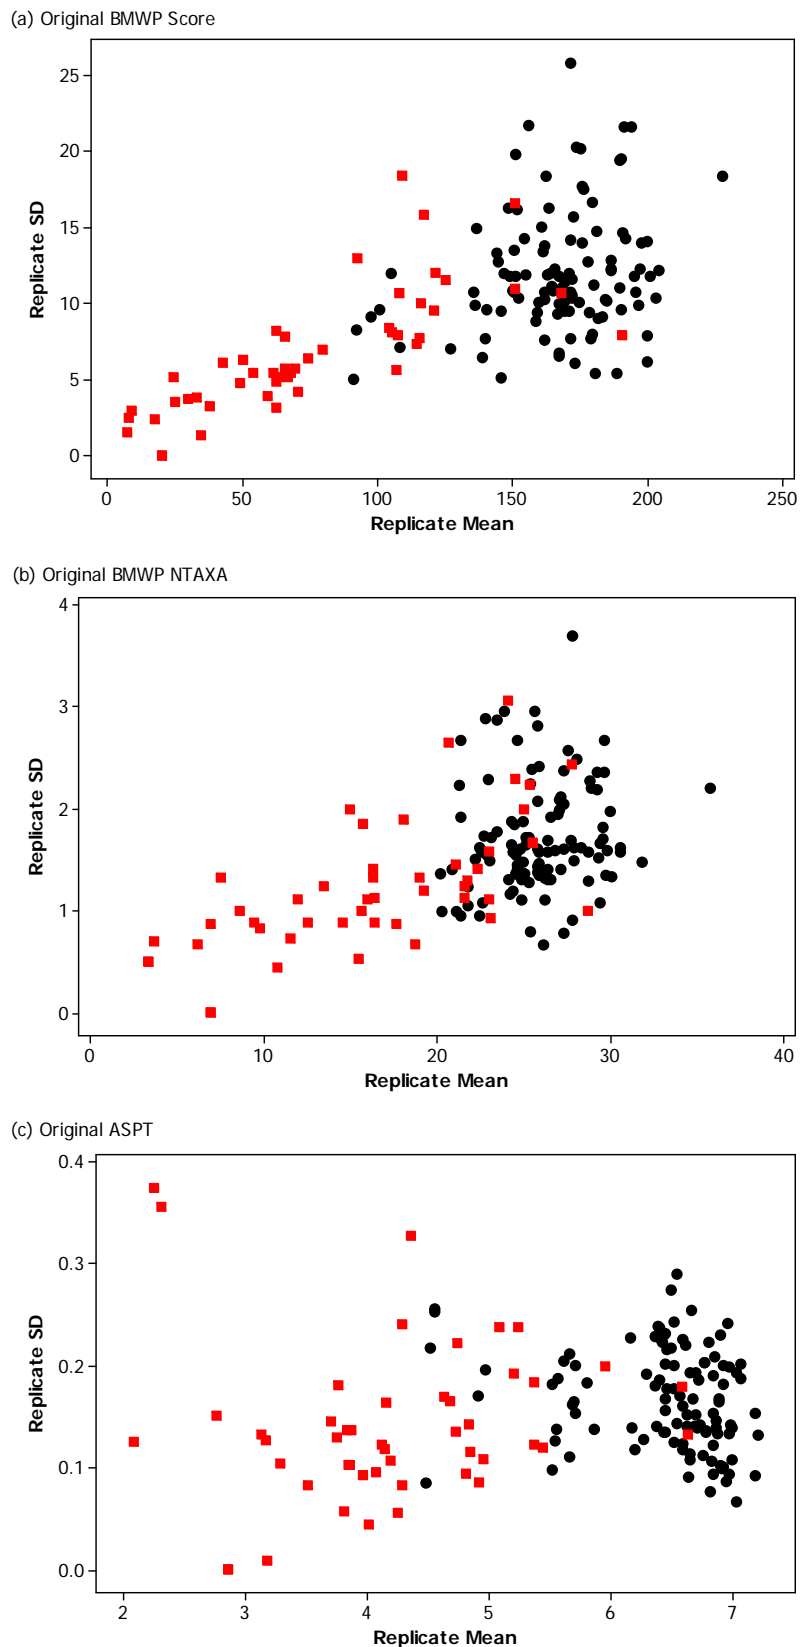 (a) Original BMWP Score
25
20
15
10
5
0
Replicate SD
0 50 100 150 200 250
Replicate Mean
(b) Original BMWP NTAXA
4
3
2
1
0
Replicate SD
0 10 20 30 40
Replicate Mean
(c) Original ASPT
0.4
0.3
0.2
0.1
0.0
Replicate SD
2 3 4 5 6 7
Replicate Mean